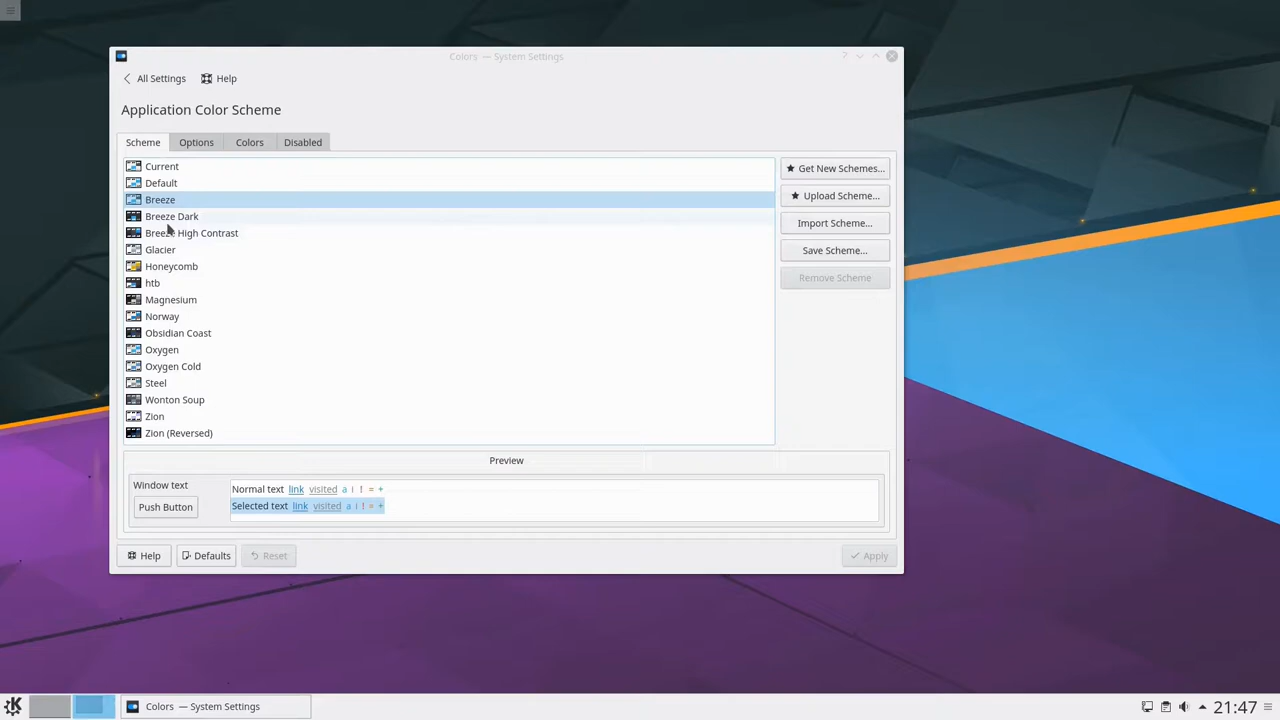 Colors — System Settings
All Settings Help
Application Color Scheme
Scheme Options Colors Disabled
Current
Default
Breeze
Breeze Dark
Breeze High Contrast
Glacier
Honeycomb
htb
Magnesium
Norway
Obsidian Coast
Oxygen
Oxygen Cold
Steel
Wonton Soup
Zion
Zion (Reversed)
Get New Schemes...
Upload Scheme...
Import Scheme...
Save Scheme...
Remove Scheme
Preview
Window text
Push Button
Normal text link visited a i ! = +
Selected text link visited a i ! = +
Help Defaults Reset Apply
Colors — System Settings 21:47